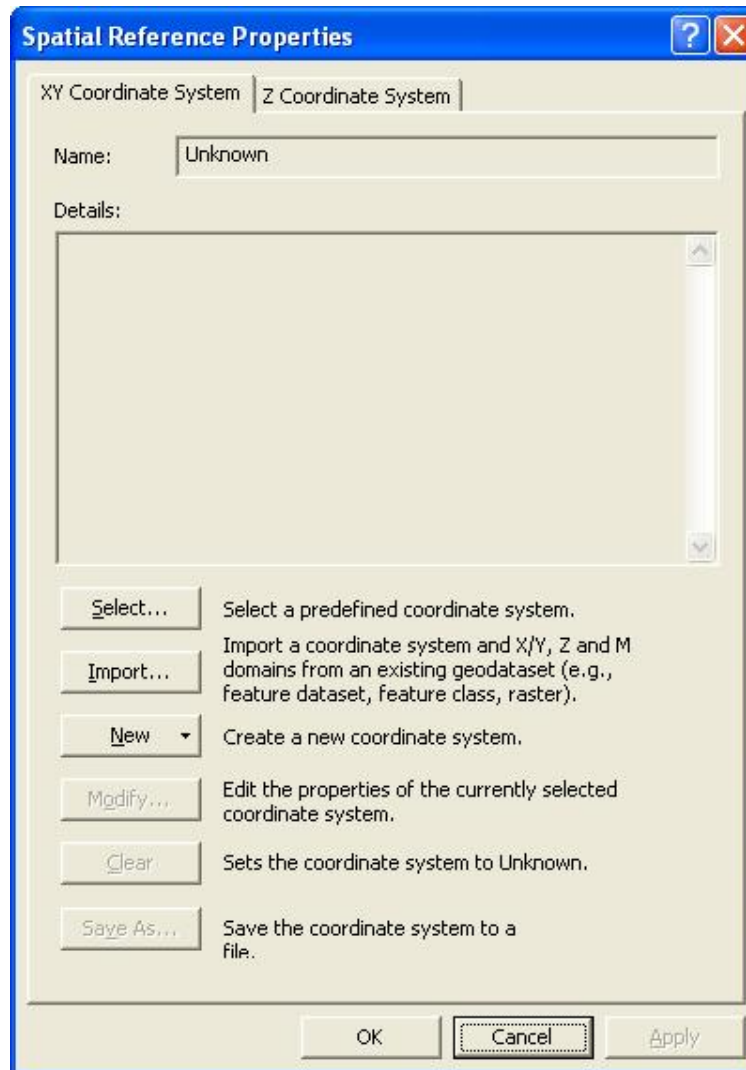 Spatial Reference Properties
XY Coordinate System
Z Coordinate System
Name:
Unknown
Details:
Select...
Select a predefined coordinate system.
Import...
Import a coordinate system and X/Y, Z and M
domains from an existing geodataset (e.g.,
feature dataset, feature class, raster).
New
Create a new coordinate system.
Modify...
Edit the properties of the currently selected
coordinate system.
Clear
Sets the coordinate system to Unknown.
Save As...
Save the coordinate system to a
file.
OK
Cancel
Apply